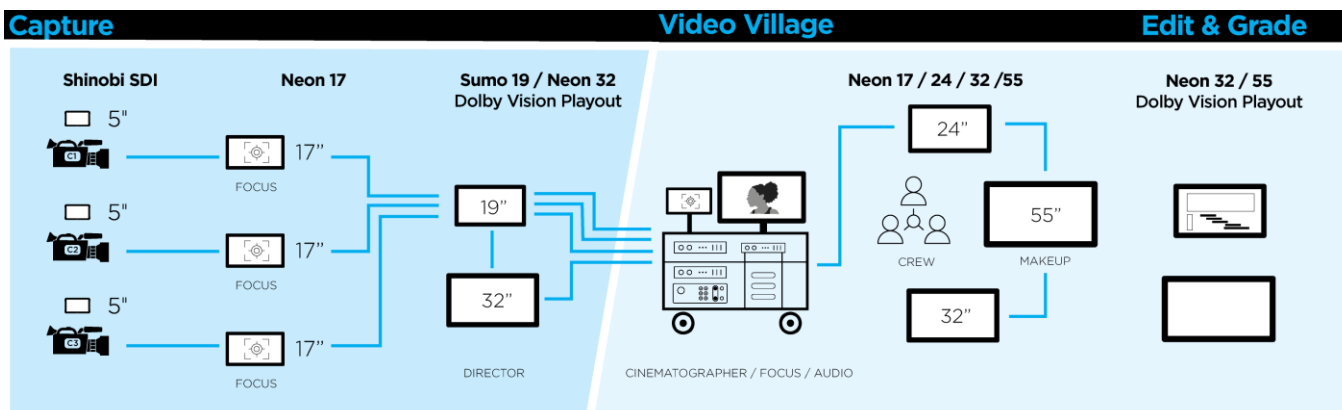 Capture
Video Village
Edit & Grade
Shinobi SDI
Neon 17
Sumo 19 / Neon 32
Dolby Vision Playout
Neon 17 / 24 / 32 /55
Neon 32 / 55
Dolby Vision Playout
5"
C1
17”
FOCUS
5"
C2
17”
FOCUS
5"
C3
17”
FOCUS
19”
32”
DIRECTOR
CINEMATOGRAPHER / FOCUS / AUDIO
24”
CREW
55”
MAKEUP
32”